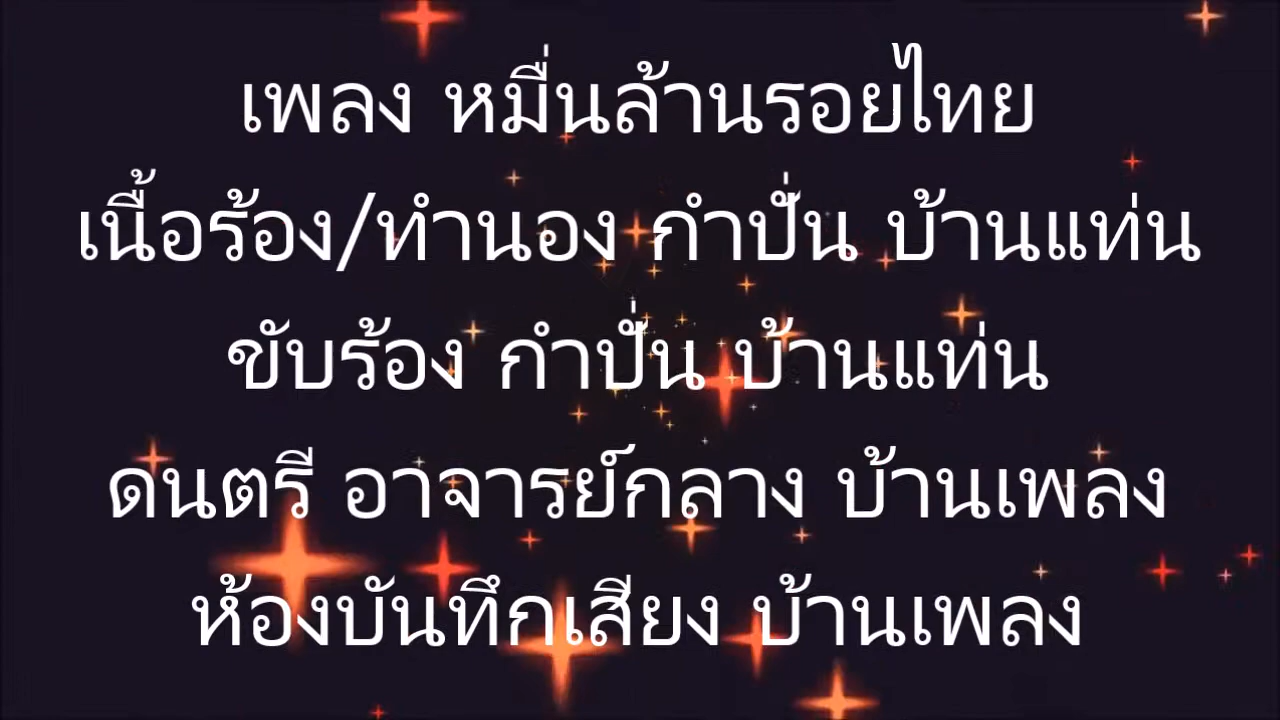 เพลง หมื่นล้านรอยไทย
เนื้อร้อง/ทำนอง กำปั่น บ้านแท่น
ขับร้อง กำปั่น บ้านแท่น
ดนตรี อาจารย์กลาง บ้านเพลง
ห้องบันทึกเสียง บ้านเพลง